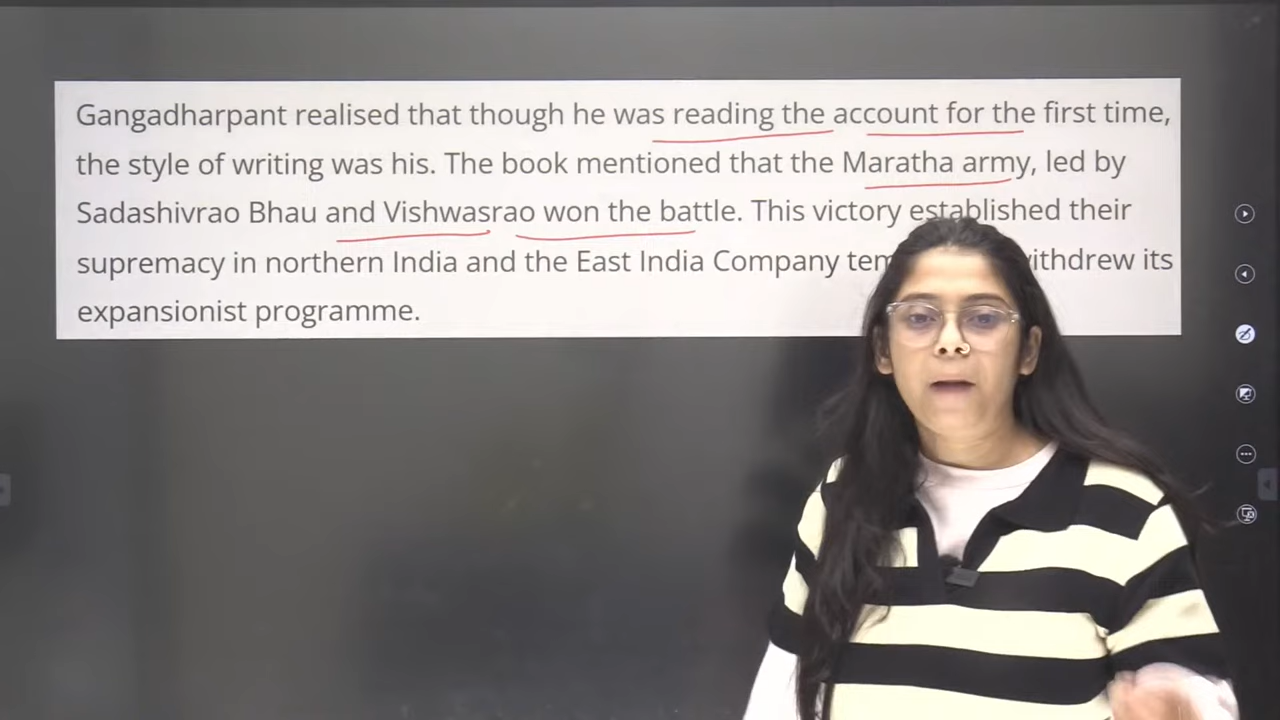 Gangadharpant realised that though he was reading the account for the first time,
the style of writing was his. The book mentioned that the Maratha army, led by
Sadashivrao Bhau and Vishwasrao won the battle. This victory established their
supremacy in northern India and the East India Company withdrew its
expansionist programme.